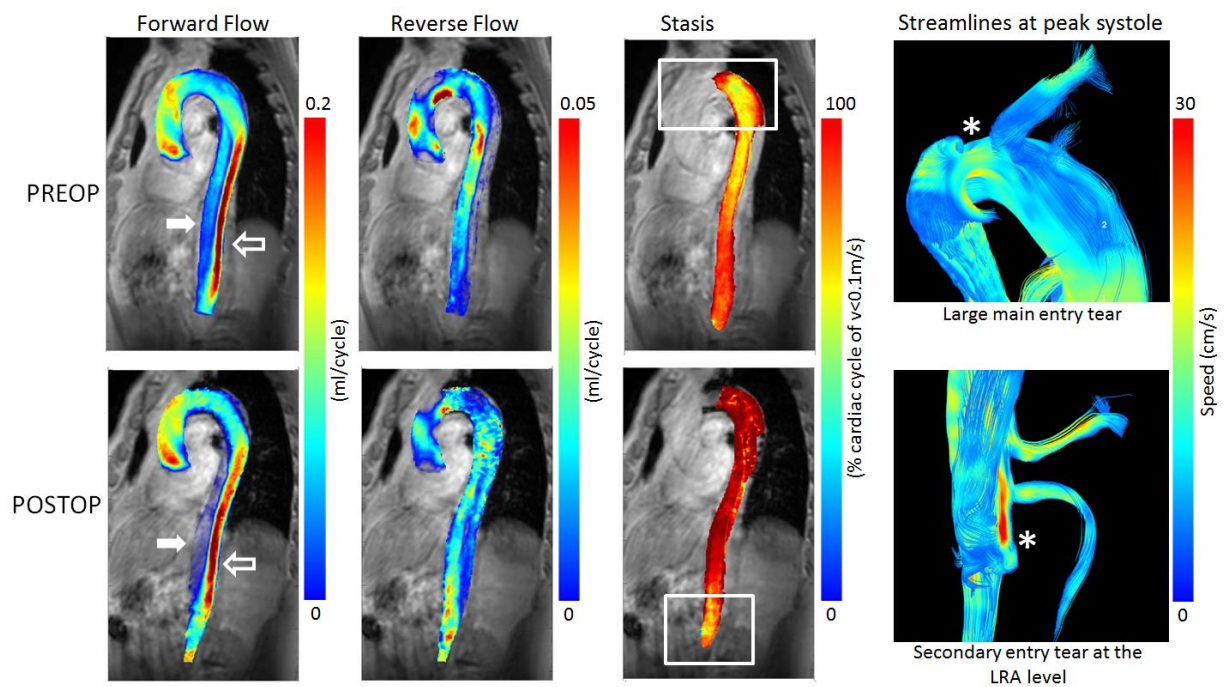 Forward Flow
Reverse Flow
Stasis
Streamlines at peak systole
PREOP
0.2
(ml/cycle)
0
0.05
(ml/cycle)
0
100
(% cardiac cycle of v<0.1m/s)
0
30
Speed (cm/s)
0
*
2
Large main entry tear
POSTOP
*
Secondary entry tear at the
LRA level